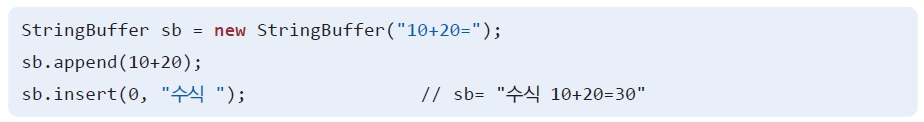 StringBuffer sb = new StringBuffer("10+20=");
sb.append(10+20);
sb.insert(0, "수식 ");                // sb= "수식 10+20=30"